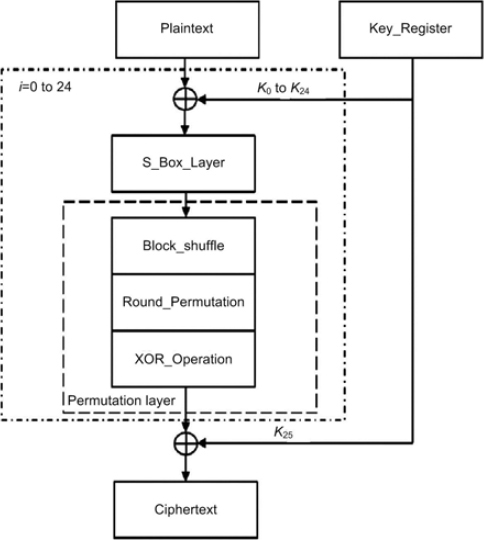 Plaintext
Key_Register
i=0 to 24
K₀ to K₂₄
S_Box_Layer
Block_shuffle
Round_Permutation
XOR_Operation
Permutation layer
K₂₅
Ciphertext